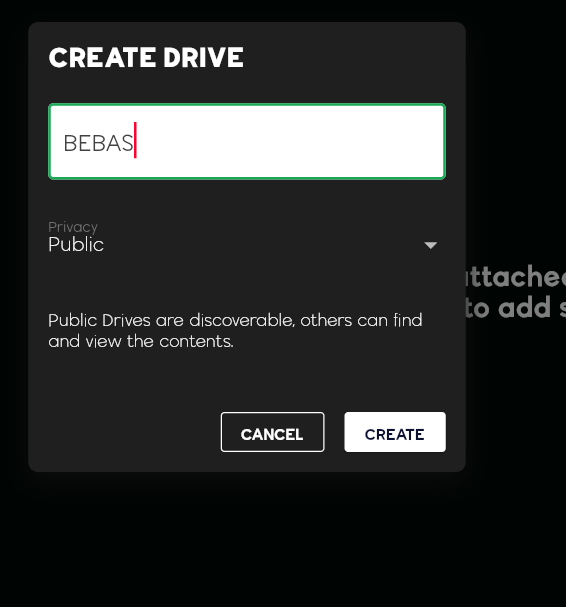 CREATE DRIVE
BEBAS
Privacy
Public
Public Drives are discoverable, others can find
and view the contents.
to add
CANCEL
CREATE